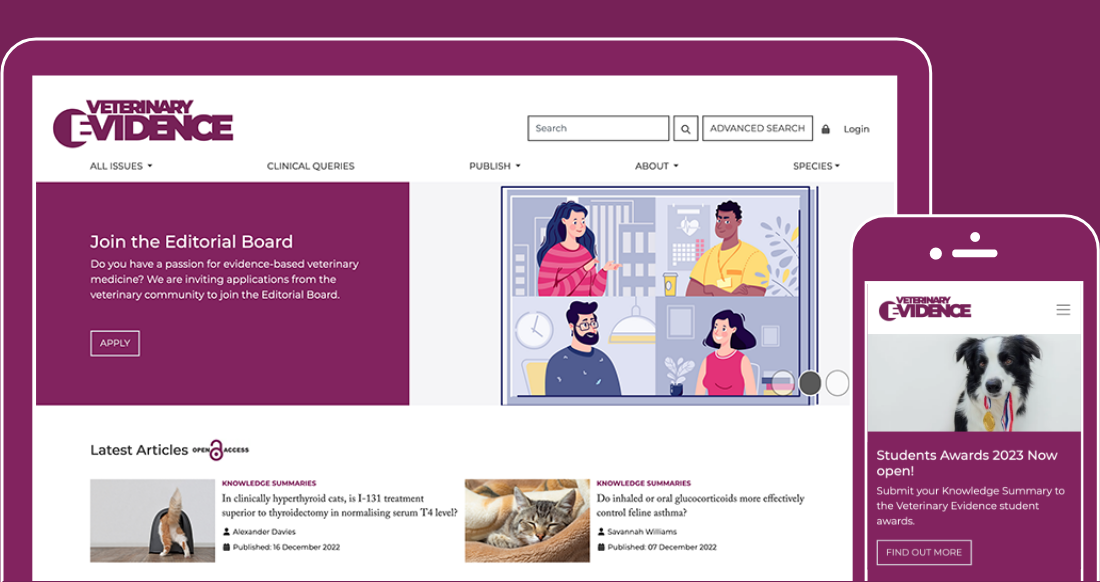 VETERINARY
EVIDENCE
Search
ADVANCED SEARCH
Login
ALL ISSUES
CLINICAL QUERIES
PUBLISH
ABOUT
SPECIES
Join the Editorial Board
Do you have a passion for evidence-based veterinary
medicine? We are inviting applications from the
veterinary community to join the Editorial Board.
APPLY
Latest Articles OPEN ACCESS
KNOWLEDGE SUMMARIES
In clinically hyperthyroid cats, is I-131 treatment
superior to thyroidectomy in normalising serum T4 level?
Alexander Davies
Published: 16 December 2022
KNOWLEDGE SUMMARIES
Do inhaled or oral glucocorticoids more effectively
control feline asthma?
Savannah Williams
Published: 07 December 2022
VETERINARY
EVIDENCE
Students Awards 2023 Now
open!
Submit your Knowledge Summary to
the Veterinary Evidence student
awards.
FIND OUT MORE